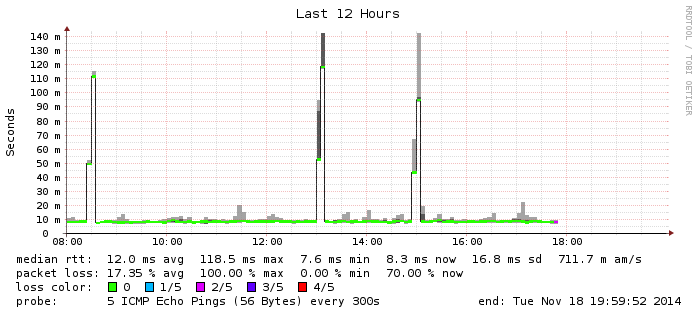 Last 12 Hours
RRDTOOL / TOBI OETIKER
Seconds
140 m
130 m
120 m
110 m
100 m
90 m
80 m
70 m
60 m
50 m
40 m
30 m
20 m
10 m
0
08:00 10:00 12:00 14:00 16:00 18:00
median rtt: 12.0 ms avg 118.5 ms max 7.6 ms min 8.3 ms now 16.8 ms sd 711.7 m am/s
packet loss: 17.35 % avg 100.00 % max 0.00 % min 70.00 % now
loss color: 0 1/5 2/5 3/5 4/5
probe: 5 ICMP Echo Pings (56 Bytes) every 300s end: Tue Nov 18 19:59:52 2014